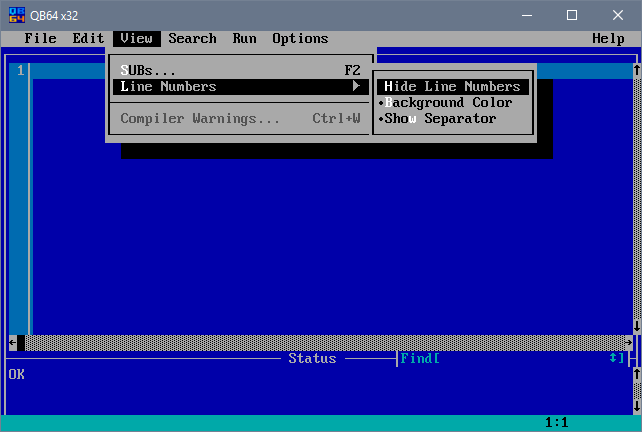 QB64 x32
File Edit View Search Run Options Help
SUBs... F2
1
Line Numbers
Hide Line Numbers
•Background Color
Compiler Warnings... Ctrl+W
•Show Separator
Status Find[ ]
OK
1:1